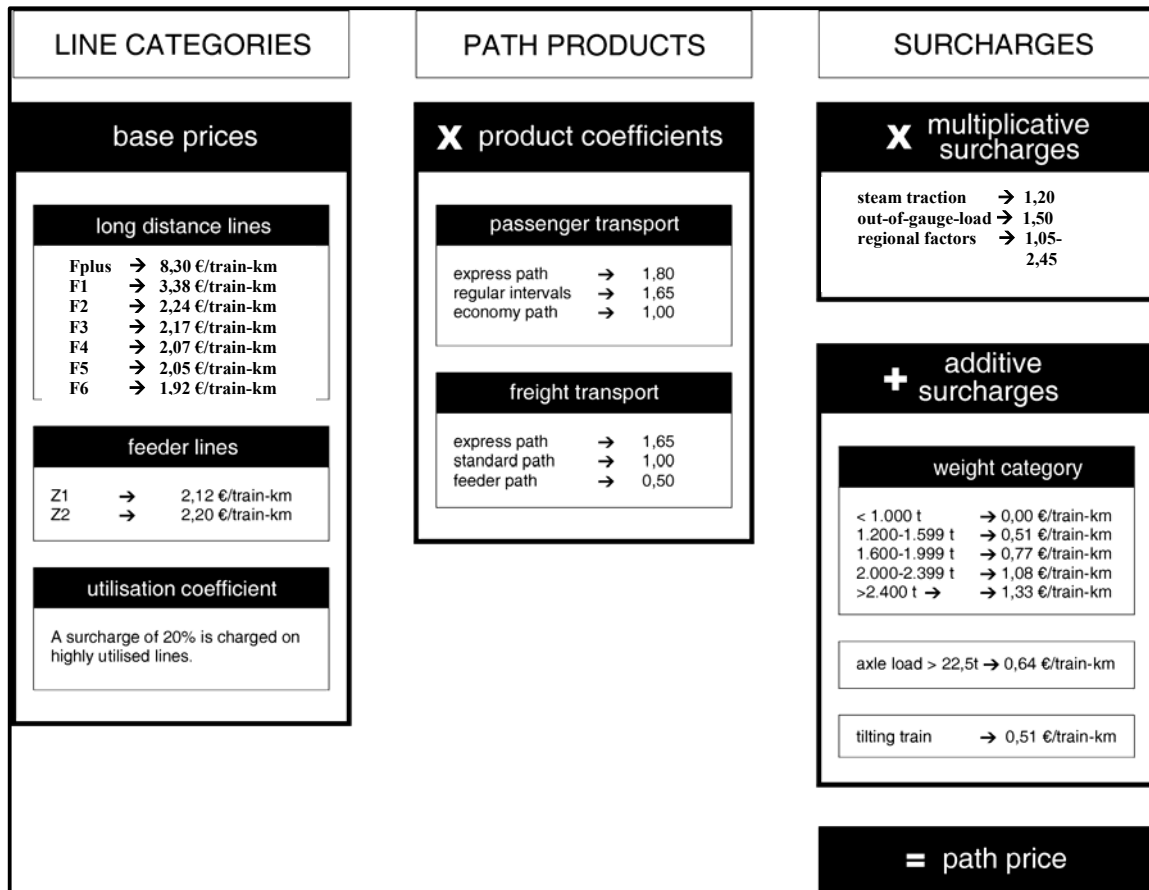 LINE CATEGORIES
base prices
long distance lines
Fplus → 8,30 €/train-km
F1 → 3,38 €/train-km
F2 → 2,24 €/train-km
F3 → 2,17 €/train-km
F4 → 2,07 €/train-km
F5 → 2,05 €/train-km
F6 → 1,92 €/train-km
feeder lines
Z1 → 2,12 €/train-km
Z2 → 2,20 €/train-km
utilisation coefficient
A surcharge of 20% is charged on
highly utilised lines.
PATH PRODUCTS
X product coefficients
passenger transport
express path → 1,80
regular intervals → 1,65
economy path → 1,00
freight transport
express path → 1,65
standard path → 1,00
feeder path → 0,50
SURCHARGES
X multiplicative
surcharges
steam traction → 1,20
out-of-gauge-load → 1,50
regional factors → 1,05-
2,45
+ additive
surcharges
weight category
< 1.000 t → 0,00 €/train-km
1.200-1.599 t → 0,51 €/train-km
1.600-1.999 t → 0,77 €/train-km
2.000-2.399 t → 1,08 €/train-km
>2.400 t → → 1,33 €/train-km
axle load > 22,5t → 0,64 €/train-km
tilting train → 0,51 €/train-km
= path price